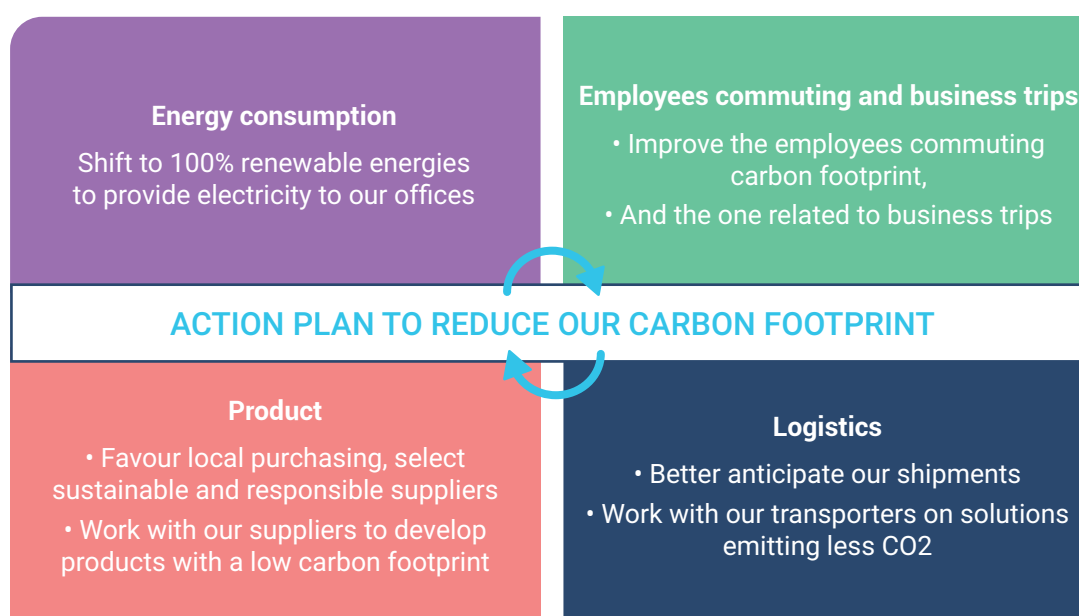 Energy consumption
Shift to 100% renewable energies
to provide electricity to our offices
Employees commuting and business trips
• Improve the employees commuting
carbon footprint,
• And the one related to business trips
ACTION PLAN TO REDUCE OUR CARBON FOOTPRINT
Product
• Favour local purchasing, select
sustainable and responsible suppliers
• Work with our suppliers to develop
products with a low carbon footprint
Logistics
• Better anticipate our shipments
• Work with our transporters on solutions
emitting less CO2